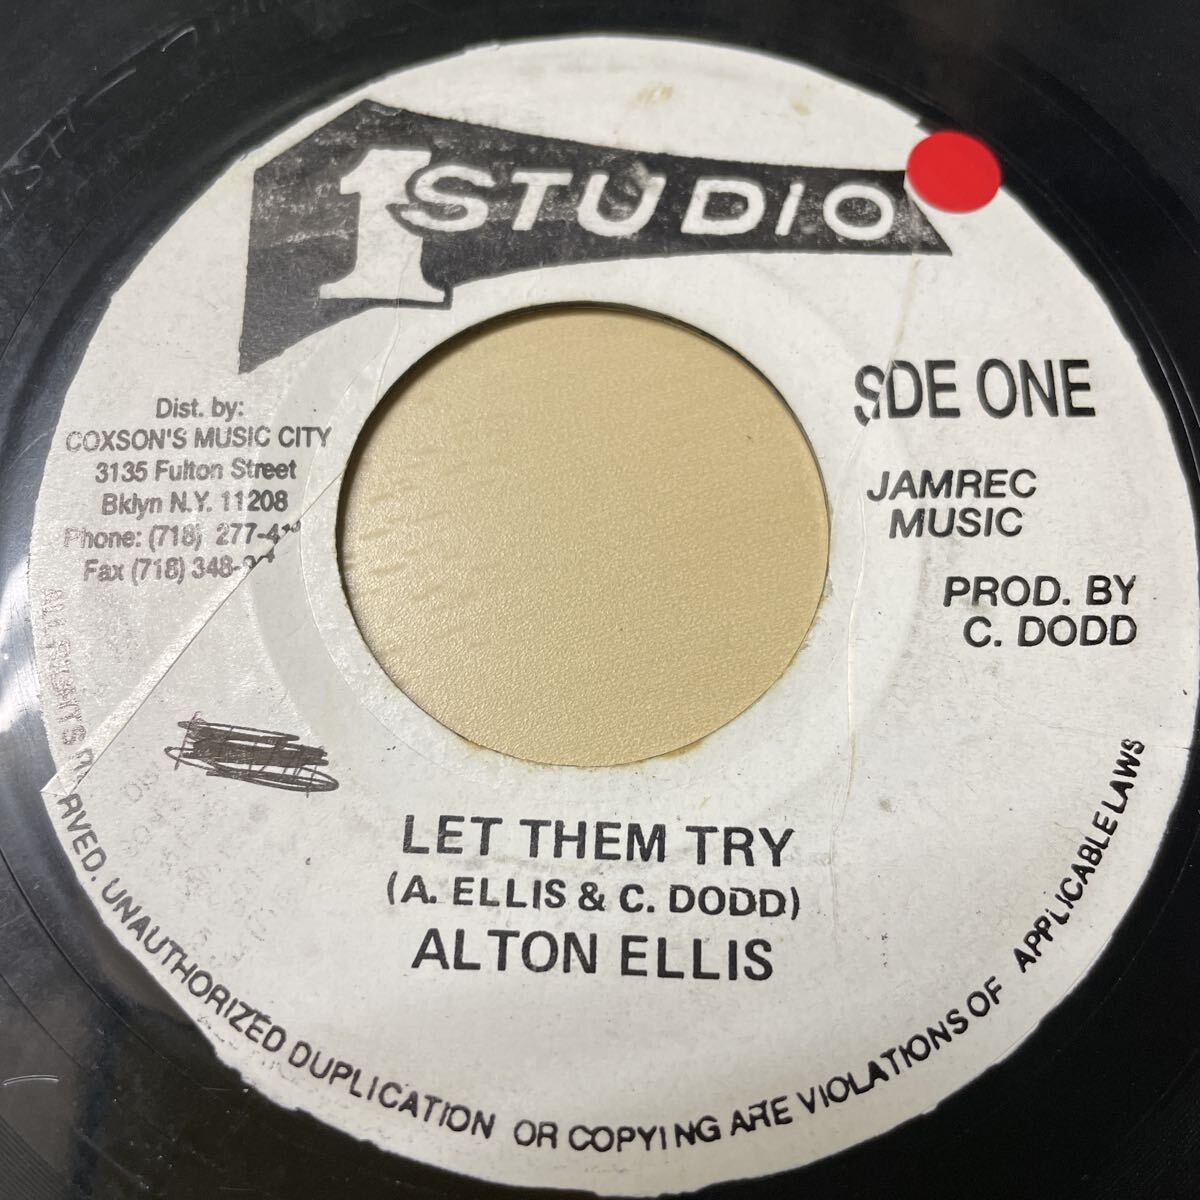 1 STUDIO
Dist. by:
COXSON'S MUSIC CITY
3135 Fulton Street
Bklyn N.Y. 11208
Phone: (718) 277-4
Fax (718) 348-
SDE ONE
JAMREC
MUSIC
PROD. BY
C. DODD
LET THEM TRY
(A. ELLIS & C. DODD)
ALTON ELLIS
ALL RIGHTS R RVED. UNAUTHORIZED DUPLICATION OR COPYING ARE VIOLATIONS OF APPLICABLE LAWS